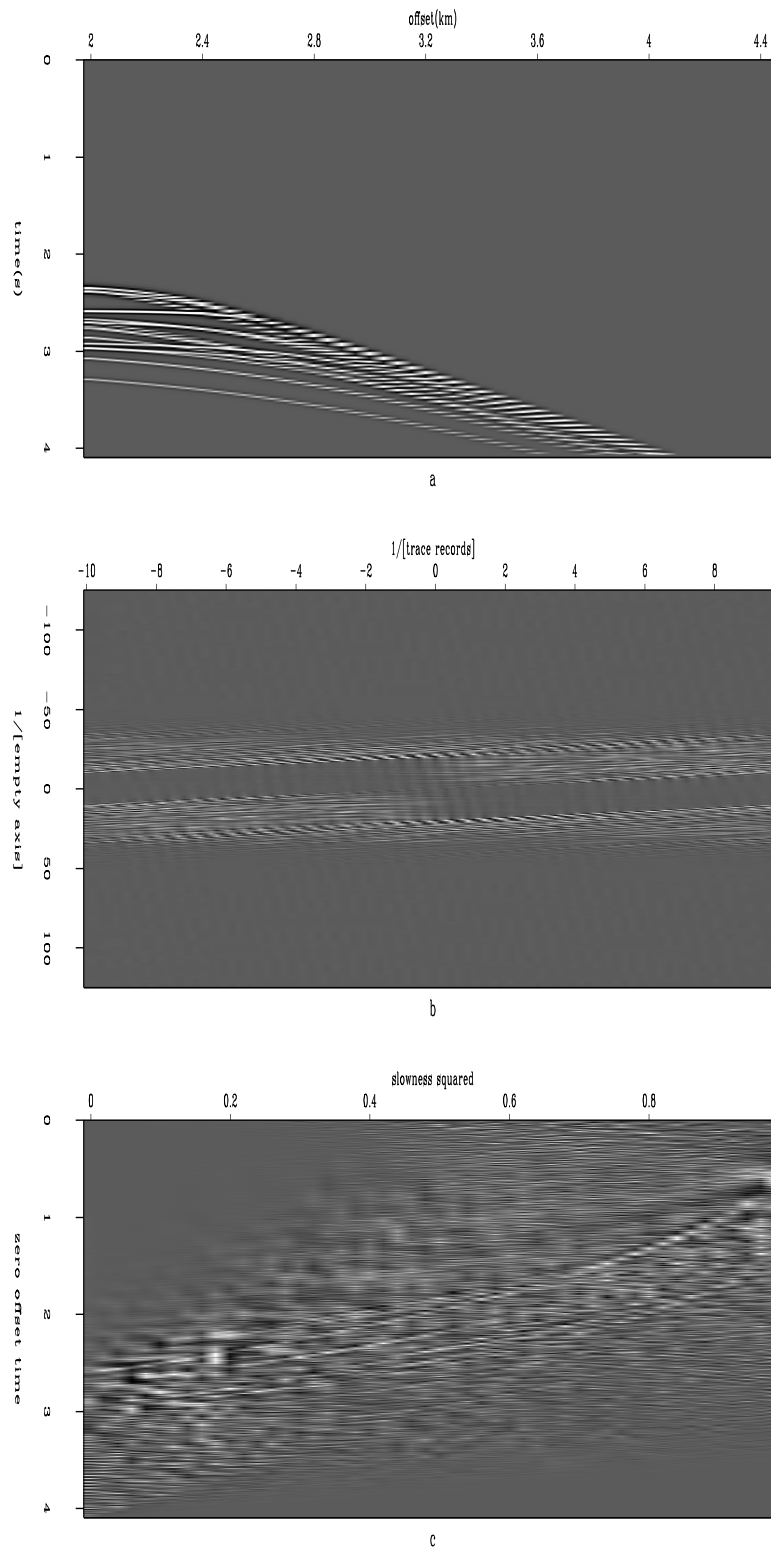 offset(km)
2 2.4 2.8 3.2 3.6 4 4.4
0
1
2
3
4
time(s)
a
1/[trace records]
-10 -8 -6 -4 -2 0 2 4 6 8
-100
-50
0
50
100
1/[empty axis]
b
slowness squared
0 0.2 0.4 0.6 0.8
0
1
2
3
4
zero offset time
c